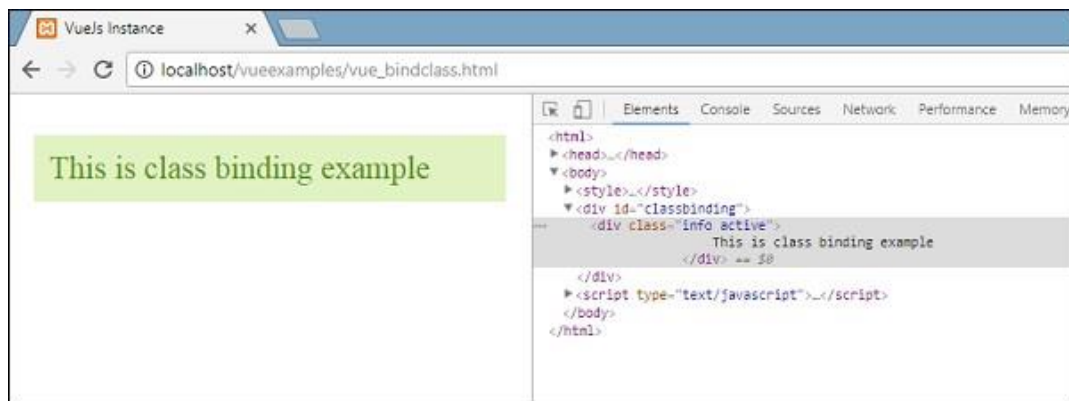 VueJs Instance
localhost/vueexamples/vue_bindclass.html
This is class binding example
Elements Console Sources Network Performance Memory
<html>
<head>…</head>
<body>
<style>…</style>
<div id="classbinding">
<div class="info active">
This is class binding example
</div> == $0
</div>
<script type="text/javascript">…</script>
</body>
</html>